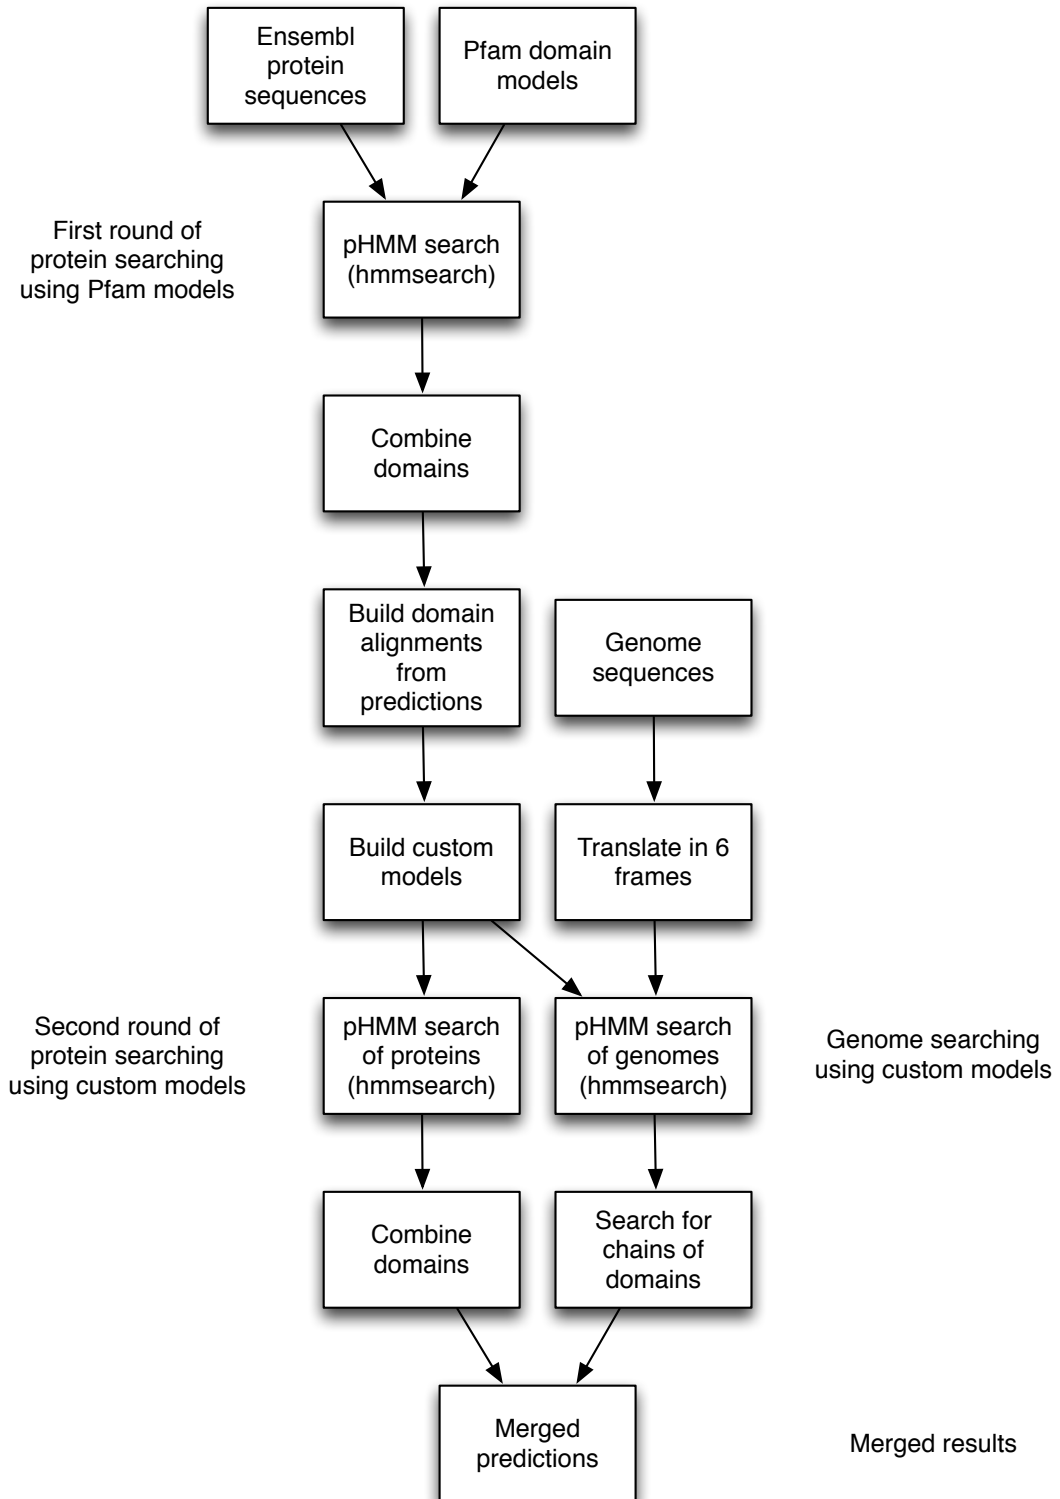 Ensembl
protein
sequences
Pfam domain
models
First round of
protein searching
using Pfam models
pHMM search
(hmmsearch)
Combine
domains
Build domain
alignments
from
predictions
Genome
sequences
Build custom
models
Translate in 6
frames
Second round of
protein searching
using custom models
pHMM search
of proteins
(hmmsearch)
pHMM search
of genomes
(hmmsearch)
Genome searching
using custom models
Combine
domains
Search for
chains of
domains
Merged
predictions
Merged results